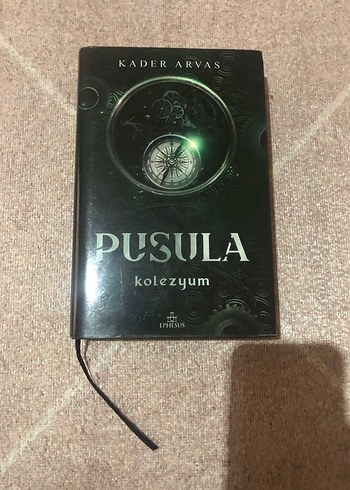 KADER ARVAS
PUSULA
kolezyum
EPHESUS